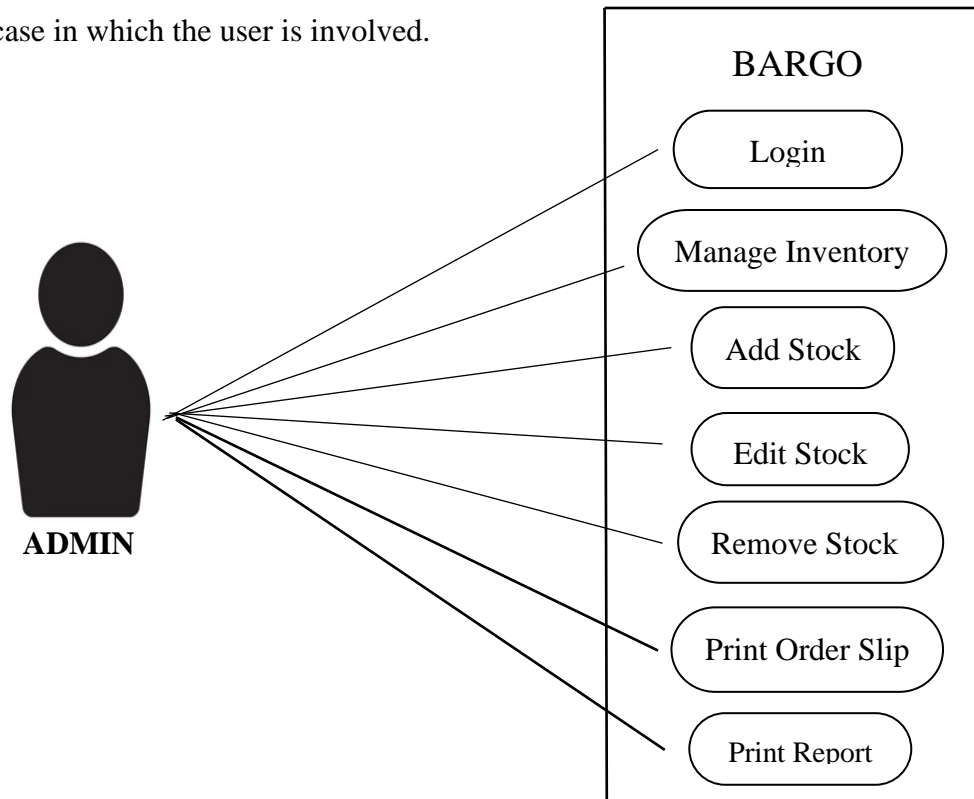 case in which the user is involved.
BARGO
Login
Manage Inventory
Add Stock
Edit Stock
Remove Stock
Print Order Slip
Print Report
ADMIN